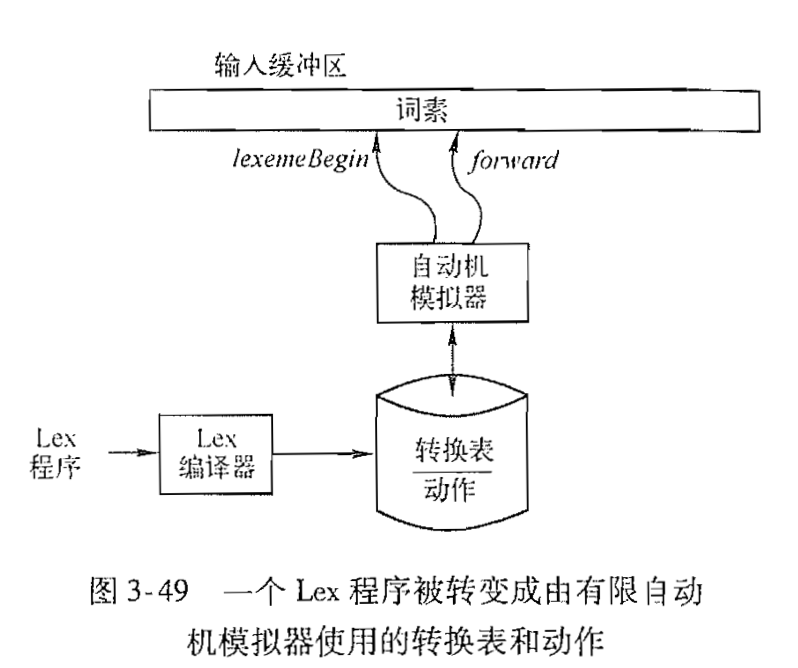 输入缓冲区
词素
lexemeBegin
forward
自动机
模拟器
Lex
程序
Lex
编译器
转换表
动作
图 3-49 一个 Lex 程序被转变成由有限自动
机模拟器使用的转换表和动作